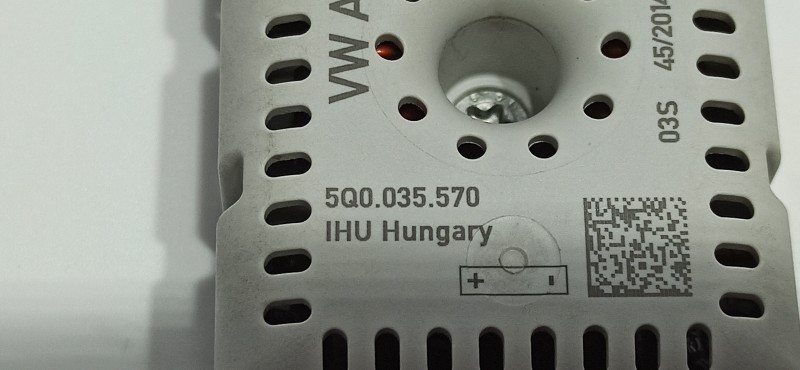 VW A
45/2014
03S
5Q0.035.570
IHU Hungary
+ -